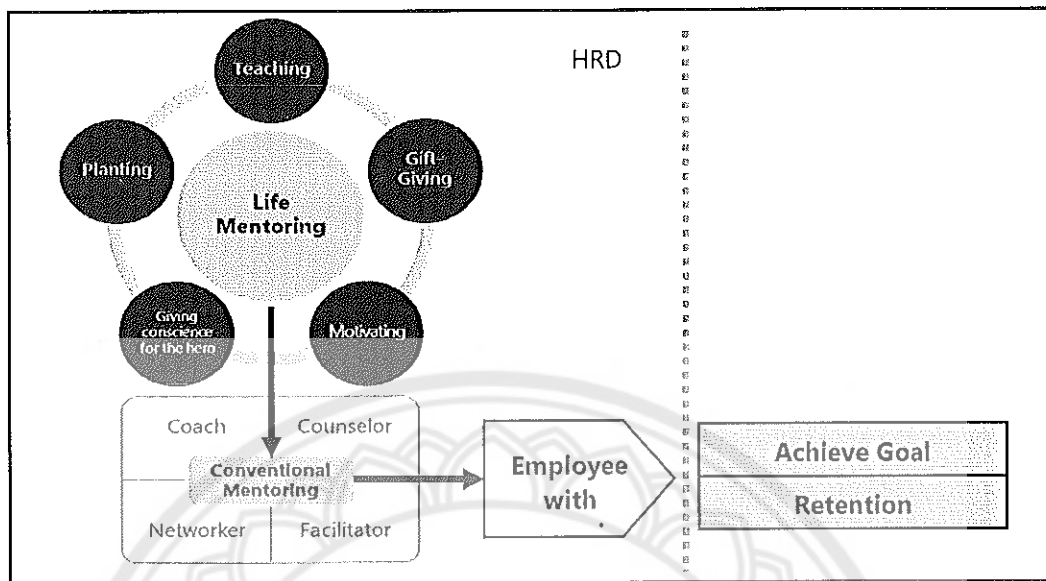 Teaching
HRD
Planting
Gift-
Giving
Life
Mentoring
Giving
conscience
for the hero
Motivating
Coach
Counselor
Conventional
Mentoring
Networker
Facilitator
Employee
with
Achieve Goal
Retention